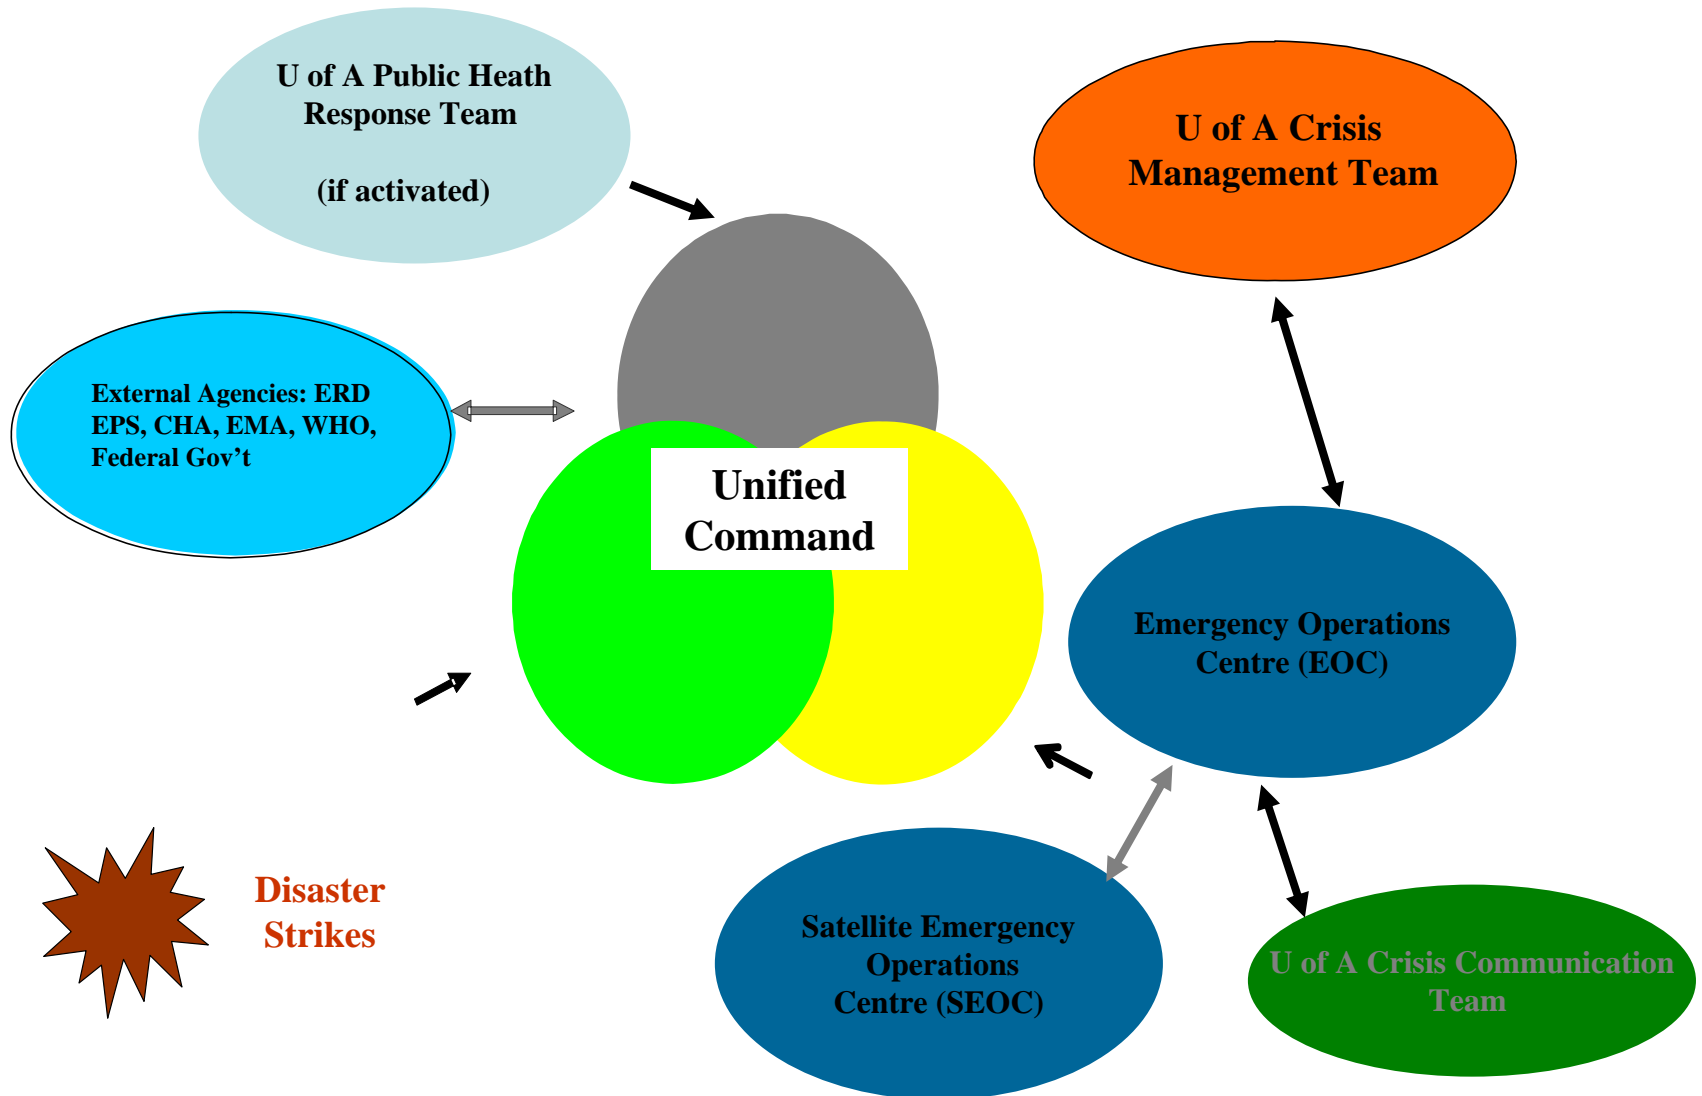 U of A Public Heath
Response Team
(if activated)
U of A Crisis
Management Team
External Agencies: ERD
EPS, CHA, EMA, WHO,
Federal Gov’t
Unified
Command
Emergency Operations
Centre (EOC)
Disaster
Strikes
Satellite Emergency
Operations
Centre (SEOC)
U of A Crisis Communication
Team